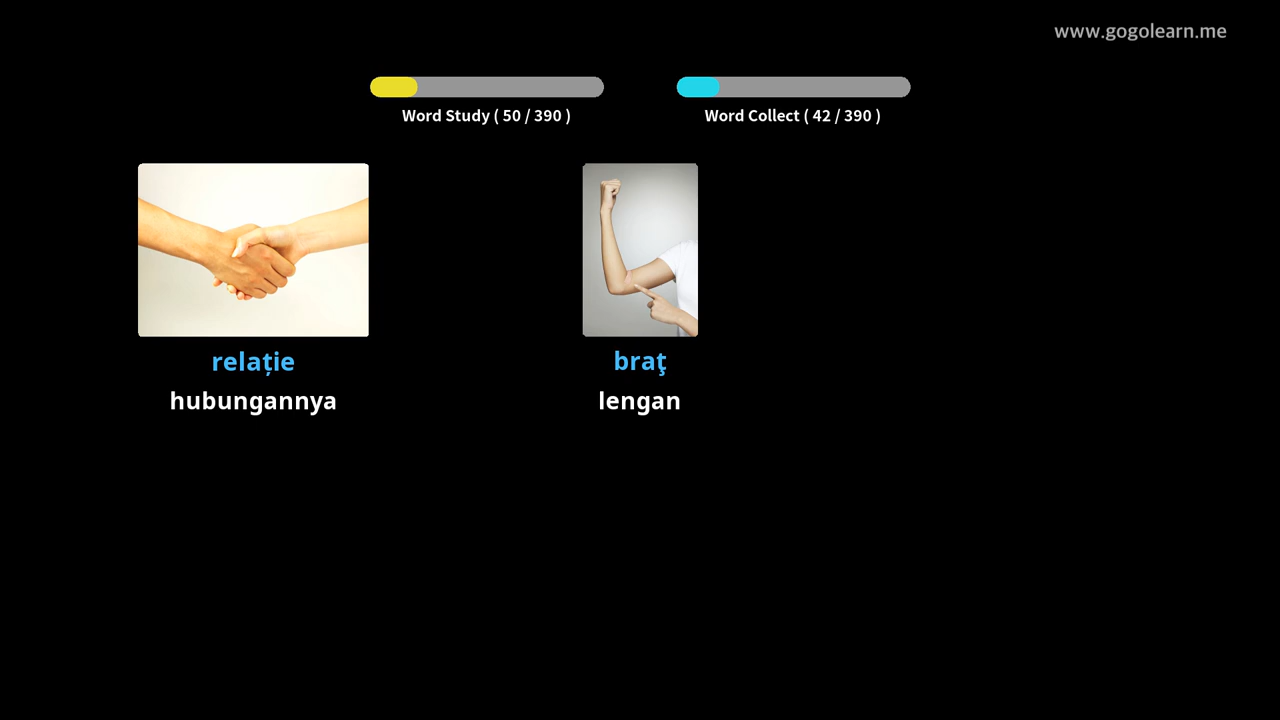 www.gogolearn.me
Word Study ( 50 / 390 )
Word Collect ( 42 / 390 )
relație
hubungannya
braţ
lengan